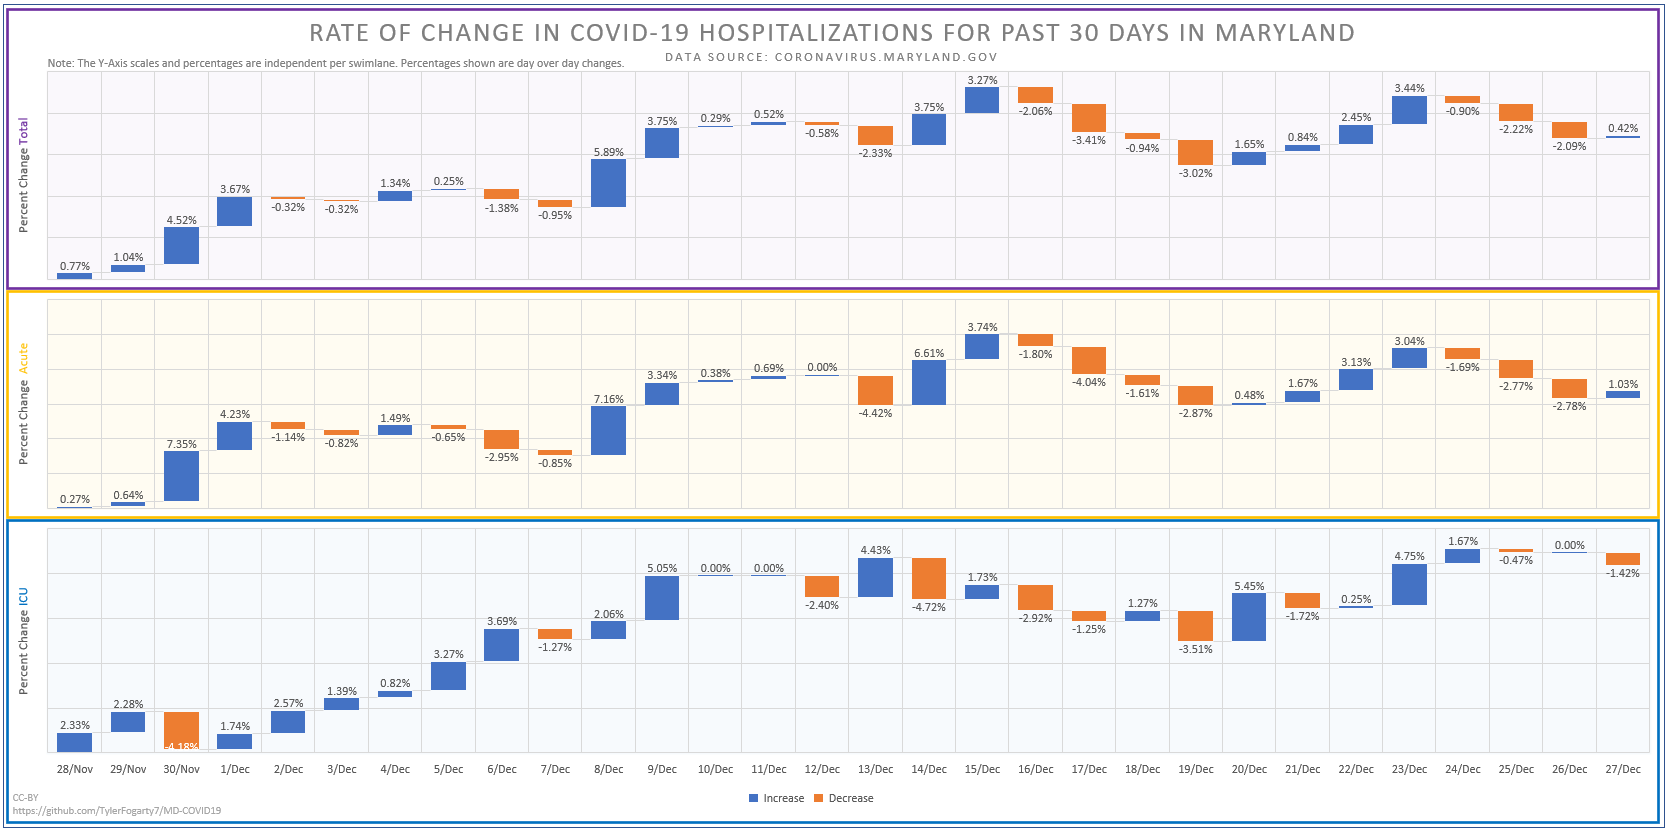 RATE OF CHANGE IN COVID-19 HOSPITALIZATIONS FOR PAST 30 DAYS IN MARYLAND
DATA SOURCE: CORONAVIRUS.MARYLAND.GOV
Note: The Y-Axis scales and percentages are independent per swimlane. Percentages shown are day over day changes.
Percent Change Total
0.77% 1.04% 4.52% 3.67% -0.32% -0.32% 1.34% 0.25% -1.38% -0.95% 5.89% 3.75% 0.29% 0.52% -0.58% -2.33% 3.75% 3.27% -2.06% -3.41% -0.94% -3.02% 1.65% 0.84% 2.45% 3.44% -0.90% -2.22% -2.09% 0.42%
Percent Change Acute
0.27% 0.64% 7.35% 4.23% -1.14% -0.82% 1.49% -0.65% -2.95% -0.85% 7.16% 3.34% 0.38% 0.69% 0.00% -4.42% 6.61% 3.74% -1.80% -4.04% -1.61% -2.87% 0.48% 1.67% 3.13% 3.04% -1.69% -2.77% -2.78% 1.03%
Percent Change ICU
2.33% 2.28% -4.18% 1.74% 2.57% 1.39% 0.82% 3.27% 3.69% -1.27% 2.06% 5.05% 0.00% 0.00% -2.40% 4.43% -4.72% 1.73% -2.92% -1.25% 1.27% -3.51% 5.45% -1.72% 0.25% 4.75% 1.67% -0.47% 0.00% -1.42%
28/Nov 29/Nov 30/Nov 1/Dec 2/Dec 3/Dec 4/Dec 5/Dec 6/Dec 7/Dec 8/Dec 9/Dec 10/Dec 11/Dec 12/Dec 13/Dec 14/Dec 15/Dec 16/Dec 17/Dec 18/Dec 19/Dec 20/Dec 21/Dec 22/Dec 23/Dec 24/Dec 25/Dec 26/Dec 27/Dec
Increase Decrease
CC-BY
https://github.com/TylerFogarty7/MD-COVID19